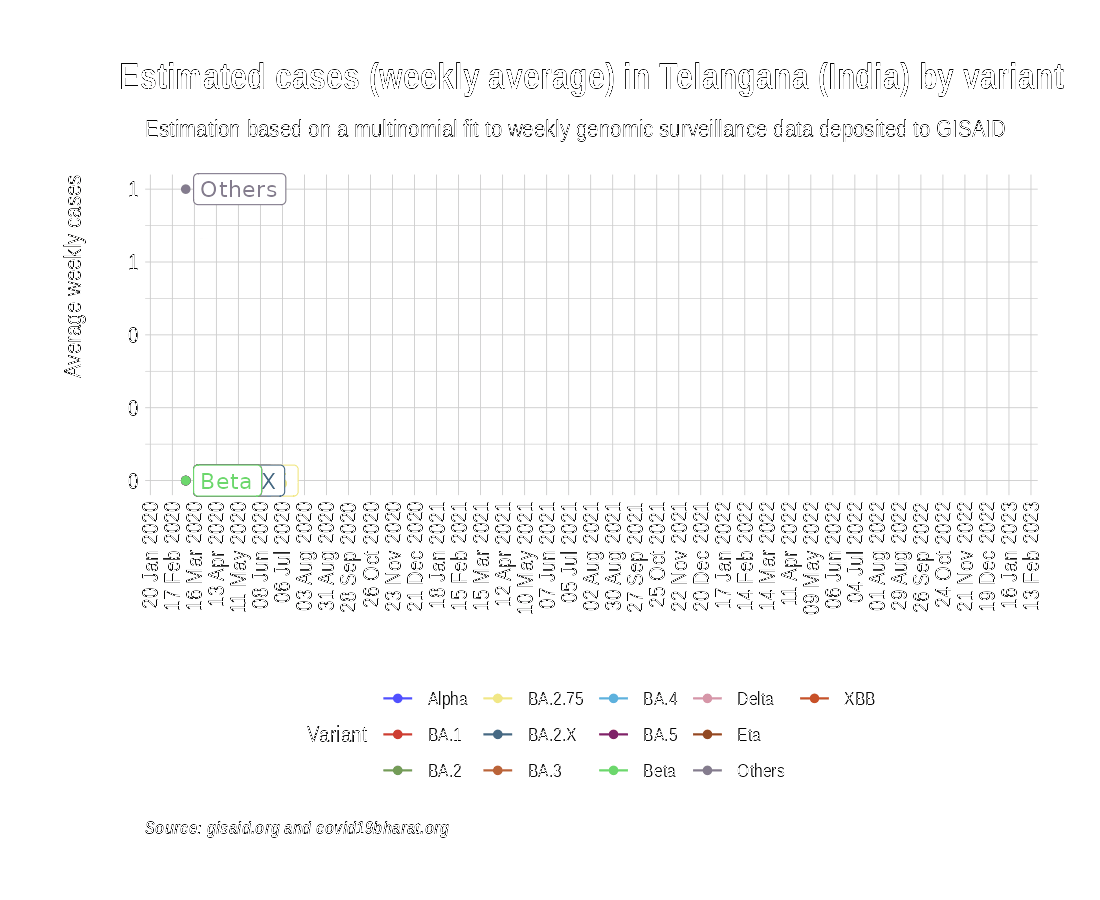 Estimated cases (weekly average) in Telangana (India) by variant
Estimation based on a multinomial fit to weekly genomic surveillance data deposited to GISAID
Average weekly cases
1
Others
1
0
0
0
Beta
X
20 Jan 2020
17 Feb 2020
16 Mar 2020
13 Apr 2020
11 May 2020
08 Jun 2020
06 Jul 2020
03 Aug 2020
31 Aug 2020
28 Sep 2020
26 Oct 2020
23 Nov 2020
21 Dec 2020
18 Jan 2021
15 Feb 2021
15 Mar 2021
12 Apr 2021
10 May 2021
07 Jun 2021
05 Jul 2021
02 Aug 2021
30 Aug 2021
27 Sep 2021
25 Oct 2021
22 Nov 2021
20 Dec 2021
17 Jan 2022
14 Feb 2022
14 Mar 2022
11 Apr 2022
09 May 2022
06 Jun 2022
04 Jul 2022
01 Aug 2022
29 Aug 2022
26 Sep 2022
24 Oct 2022
21 Nov 2022
19 Dec 2022
16 Jan 2023
13 Feb 2023
Variant
Alpha
BA.1
BA.2
BA.2.75
BA.2.X
BA.3
BA.4
BA.5
Beta
Delta
Eta
Others
XBB
Source: gisaid.org and covid19bharat.org